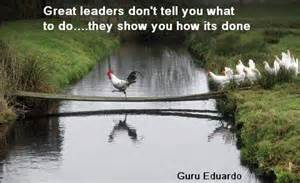 Great leaders don't tell you what
to do....they show you how its done
Guru Eduardo